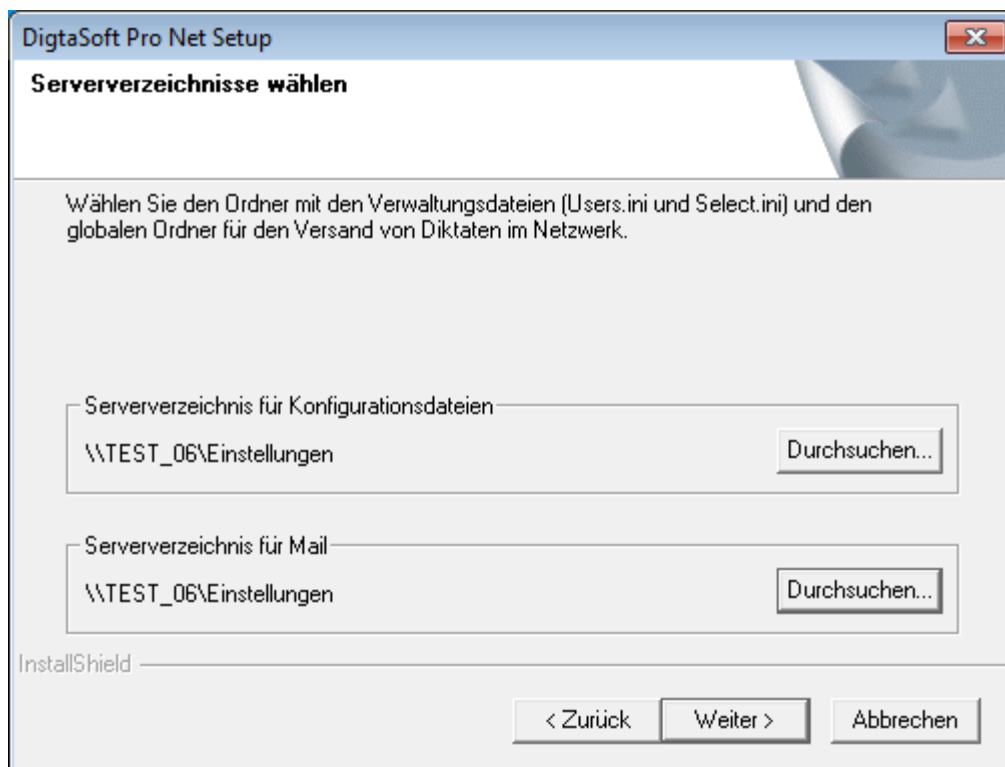 DigtaSoft Pro Net Setup
Serververzeichnisse wählen
Wählen Sie den Ordner mit den Verwaltungsdateien (Users.ini und Select.ini) und den
globalen Ordner für den Versand von Diktaten im Netzwerk.
Serververzeichnis für Konfigurationsdateien
\\TEST_06\Einstellungen
Durchsuchen...
Serververzeichnis für Mail
\\TEST_06\Einstellungen
Durchsuchen...
InstallShield
< Zurück
Weiter >
Abbrechen